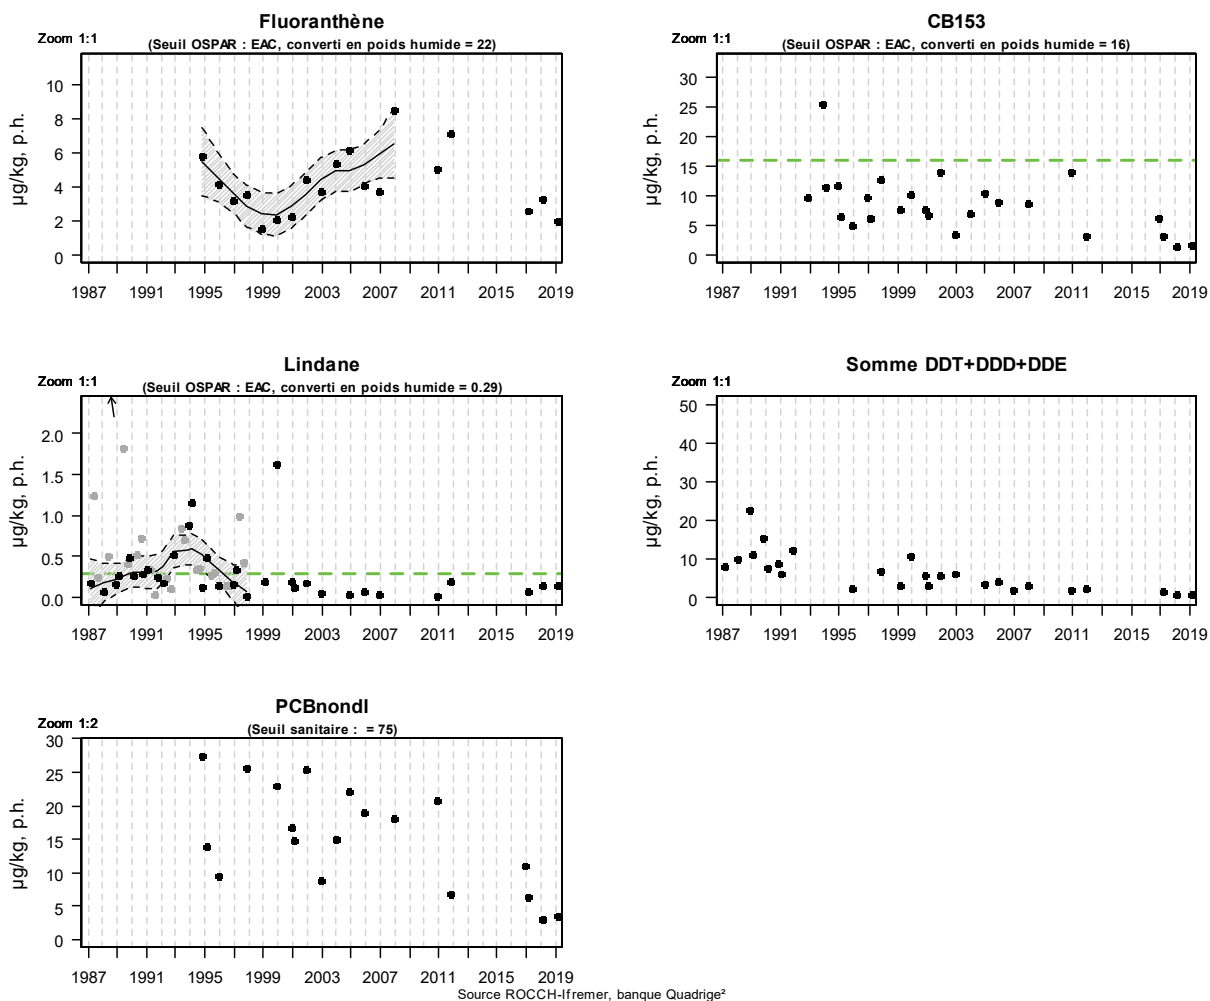 Fluoranthène
Zoom 1:1
(Seuil OSPAR : EAC, converti en poids humide = 22)
µg/kg, p.h.
10
8
6
4
2
0
1987 1991 1995 1999 2003 2007 2011 2015 2019
CB153
Zoom 1:1
(Seuil OSPAR : EAC, converti en poids humide = 16)
µg/kg, p.h.
30
25
20
15
10
5
0
1987 1991 1995 1999 2003 2007 2011 2015 2019
Lindane
Zoom 1:1
(Seuil OSPAR : EAC, converti en poids humide = 0.29)
µg/kg, p.h.
2.0
1.5
1.0
0.5
0.0
1987 1991 1995 1999 2003 2007 2011 2015 2019
Somme DDT+DDD+DDE
Zoom 1:1
µg/kg, p.h.
50
40
30
20
10
0
1987 1991 1995 1999 2003 2007 2011 2015 2019
PCBnondl
Zoom 1:2
(Seuil sanitaire :  = 75)
µg/kg, p.h.
30
25
20
15
10
5
0
1987 1991 1995 1999 2003 2007 2011 2015 2019
Source ROCCH-Ifremer, banque Quadrige²